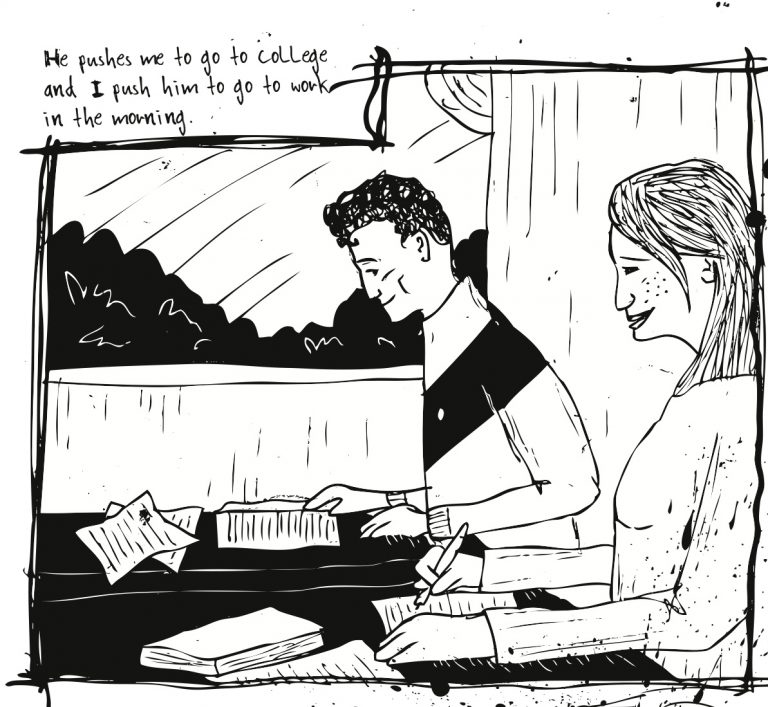 He pushes me to go to college
and I push him to go to work
in the morning.